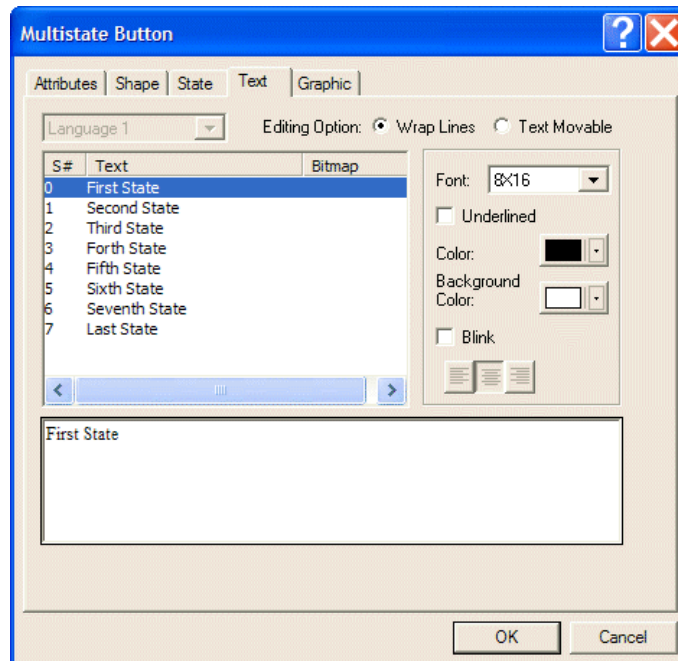 Multistate Button
Attributes Shape State Text Graphic
Language 1 Editing Option: Wrap Lines Text Movable
S# Text Bitmap
0 First State
1 Second State
2 Third State
3 Forth State
4 Fifth State
5 Sixth State
6 Seventh State
7 Last State
Font: 8X16
Underlined
Color:
Background
Color:
Blink
First State
OK Cancel